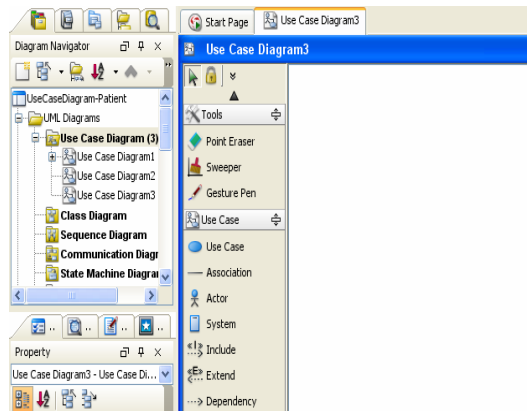 Start Page
Use Case Diagram3
Diagram Navigator
Use Case Diagram3
UseCaseDiagram-Patient
UML Diagrams
Use Case Diagram (3)
Use Case Diagram1
Use Case Diagram2
Use Case Diagram3
Class Diagram
Sequence Diagram
Communication Diagr
State Machine Diagrar
Tools
Point Eraser
Sweeper
Gesture Pen
Use Case
Use Case
Association
Actor
System
Include
Extend
Dependency
Property
Use Case Diagram3 - Use Case Di...